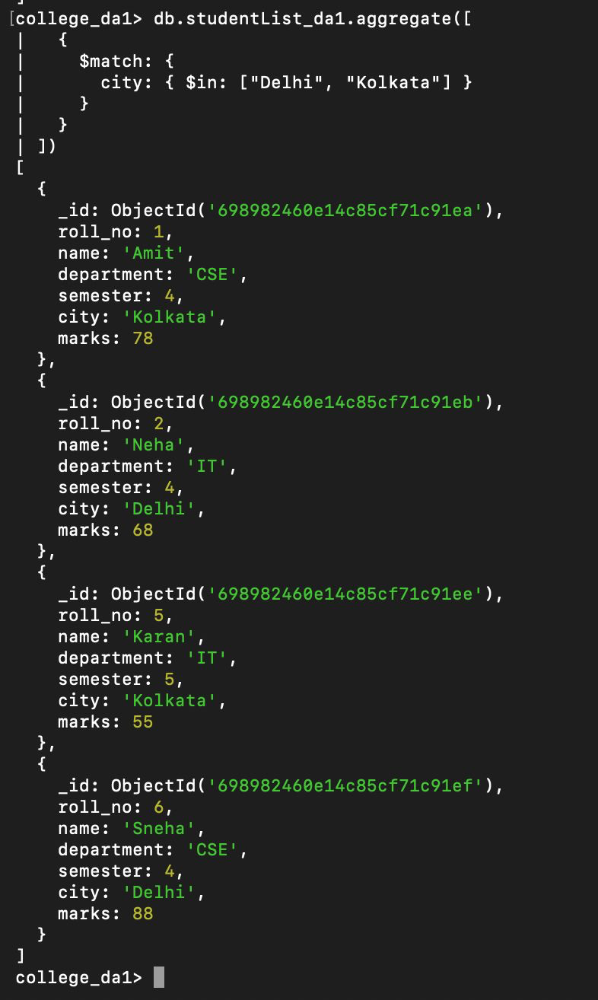 ]
[college_da1> db.studentList_da1.aggregate([
|   {
|     $match: {
|       city: { $in: ["Delhi", "Kolkata"] }
|     }
|   }
| ])
[
  {
    _id: ObjectId('698982460e14c85cf71c91ea'),
    roll_no: 1,
    name: 'Amit',
    department: 'CSE',
    semester: 4,
    city: 'Kolkata',
    marks: 78
  },
  {
    _id: ObjectId('698982460e14c85cf71c91eb'),
    roll_no: 2,
    name: 'Neha',
    department: 'IT',
    semester: 4,
    city: 'Delhi',
    marks: 68
  },
  {
    _id: ObjectId('698982460e14c85cf71c91ee'),
    roll_no: 5,
    name: 'Karan',
    department: 'IT',
    semester: 5,
    city: 'Kolkata',
    marks: 55
  },
  {
    _id: ObjectId('698982460e14c85cf71c91ef'),
    roll_no: 6,
    name: 'Sneha',
    department: 'CSE',
    semester: 4,
    city: 'Delhi',
    marks: 88
  }
]
college_da1>